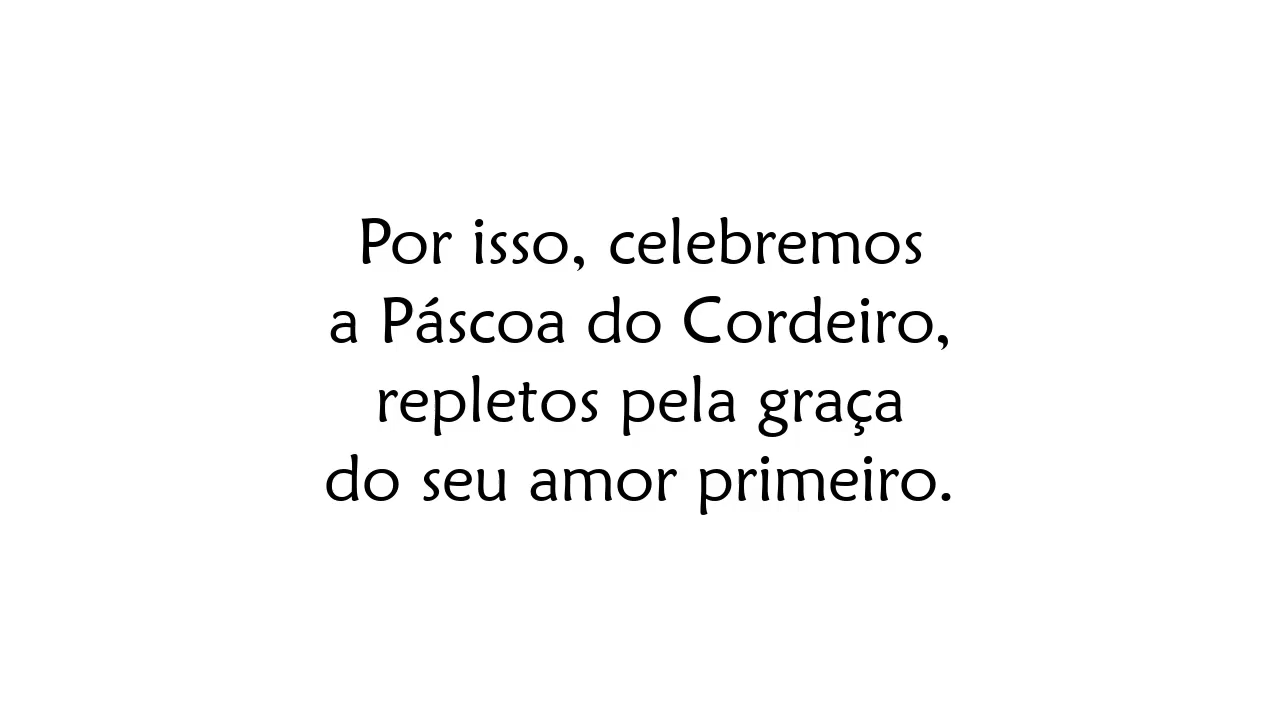 Por isso, celebremos
a Páscoa do Cordeiro,
repletos pela graça
do seu amor primeiro.